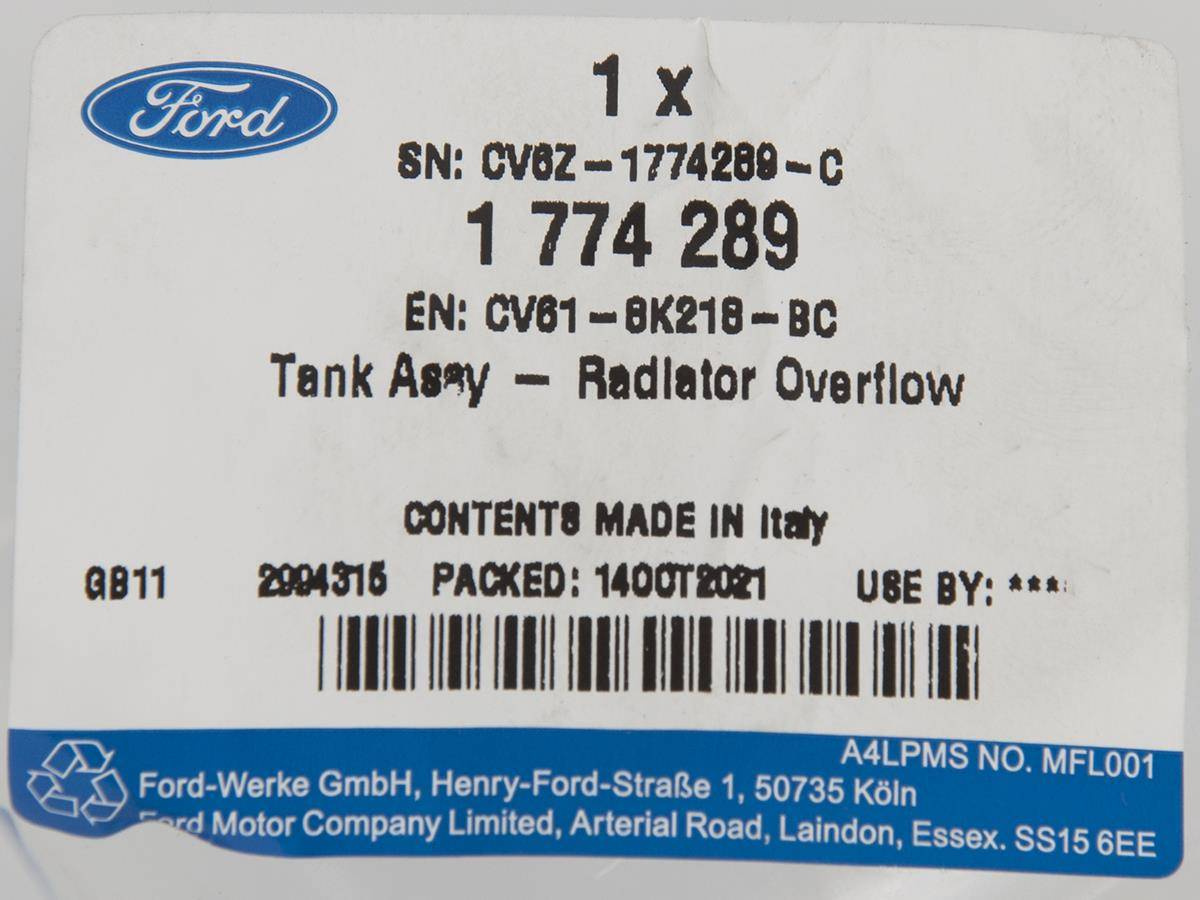 Ford
1 x
SN: CV6Z-1774289-C
1 774 289
EN: CV61-8K218-BC
Tank Assy - Radiator Overflow
CONTENTS MADE IN Italy
GB11 2994315 PACKED: 14OCT2021 USE BY: ***
A4LPMS NO. MFL001
Ford-Werke GmbH, Henry-Ford-Straße 1, 50735 Köln
Ford Motor Company Limited, Arterial Road, Laindon, Essex. SS15 6EE